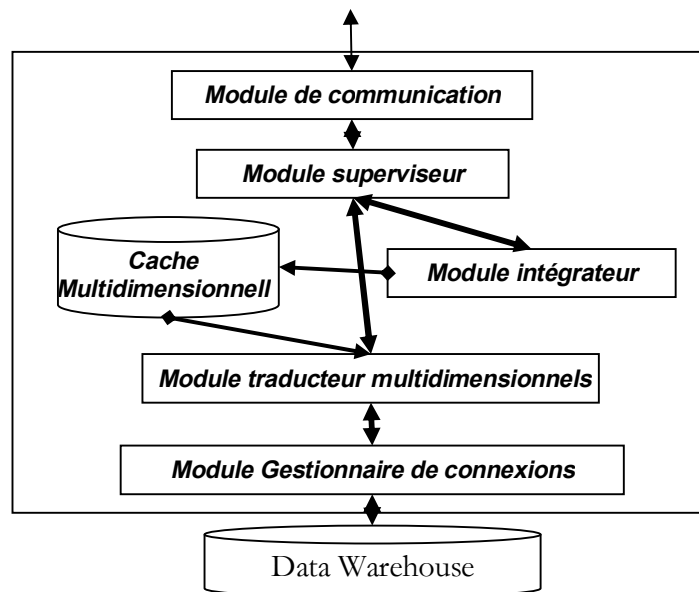 Module de communication
Module superviseur
Cache
Multidimensionnell
Module intégrateur
Module traducteur multidimensionnels
Module Gestionnaire de connexions
Data Warehouse